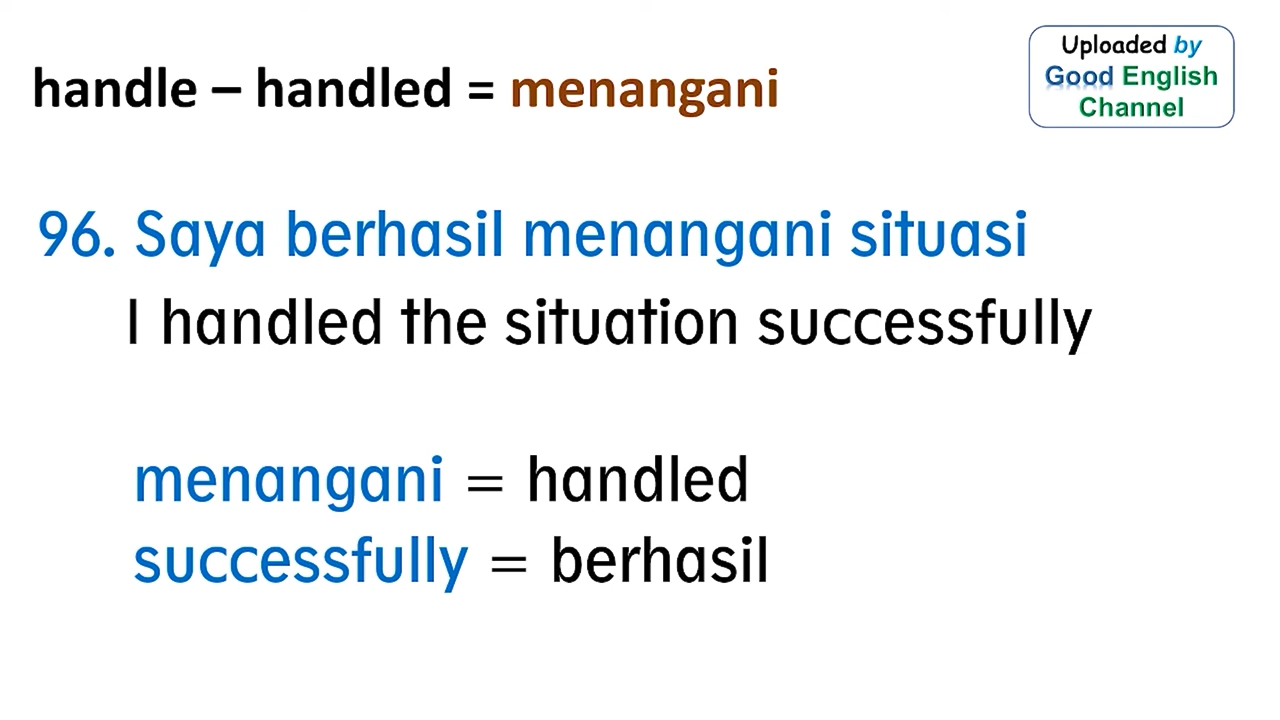 handle – handled = menangani
Uploaded by
Good English
Channel
96. Saya berhasil menangani situasi
I handled the situation successfully
menangani = handled
successfully = berhasil